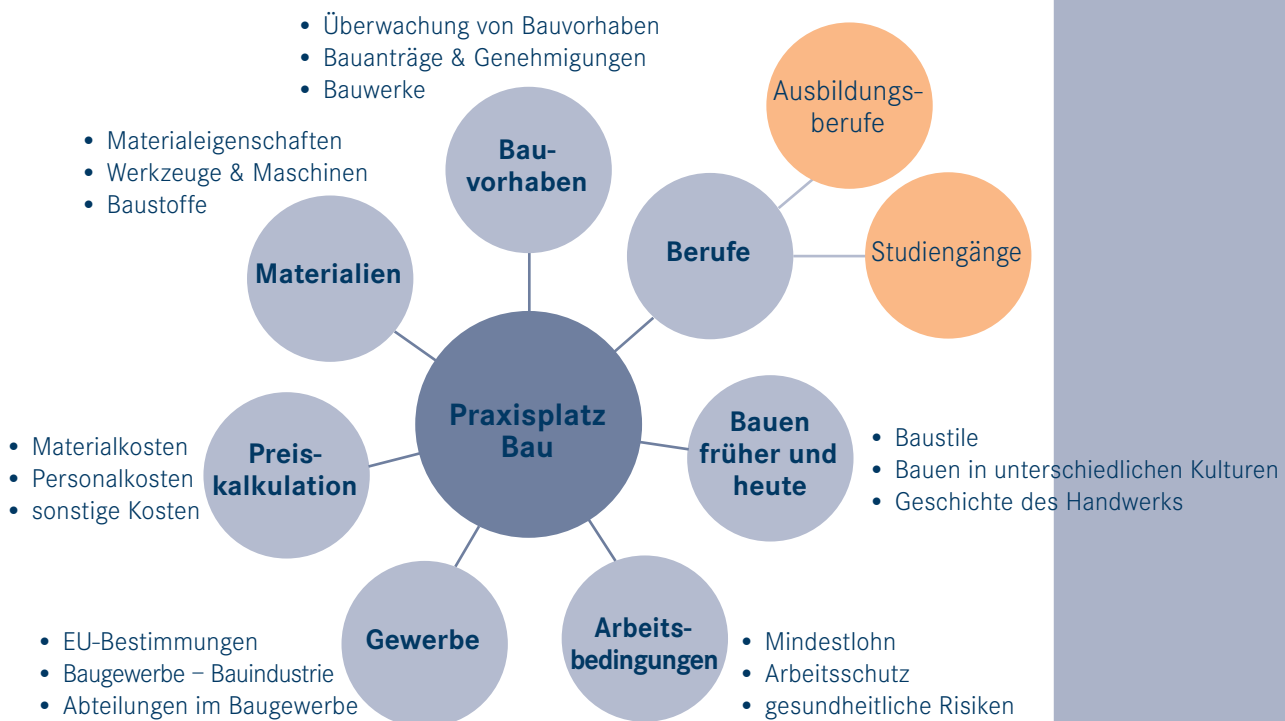 • Überwachung von Bauvorhaben
• Bauanträge & Genehmigungen
• Bauwerke
Ausbildungs-
berufe
• Materialeigenschaften
• Werkzeuge & Maschinen
• Baustoffe
Bau-
vorhaben
Berufe
Studiengänge
Materialien
Praxisplatz
Bau
Bauen
früher und
heute
• Baustile
• Bauen in unterschiedlichen Kulturen
• Geschichte des Handwerks
• Materialkosten
• Personalkosten
• sonstige Kosten
Preis-
kalkulation
• EU-Bestimmungen
• Baugewerbe – Bauindustrie
• Abteilungen im Baugewerbe
Gewerbe
Arbeits-
bedingungen
• Mindestlohn
• Arbeitsschutz
• gesundheitliche Risiken